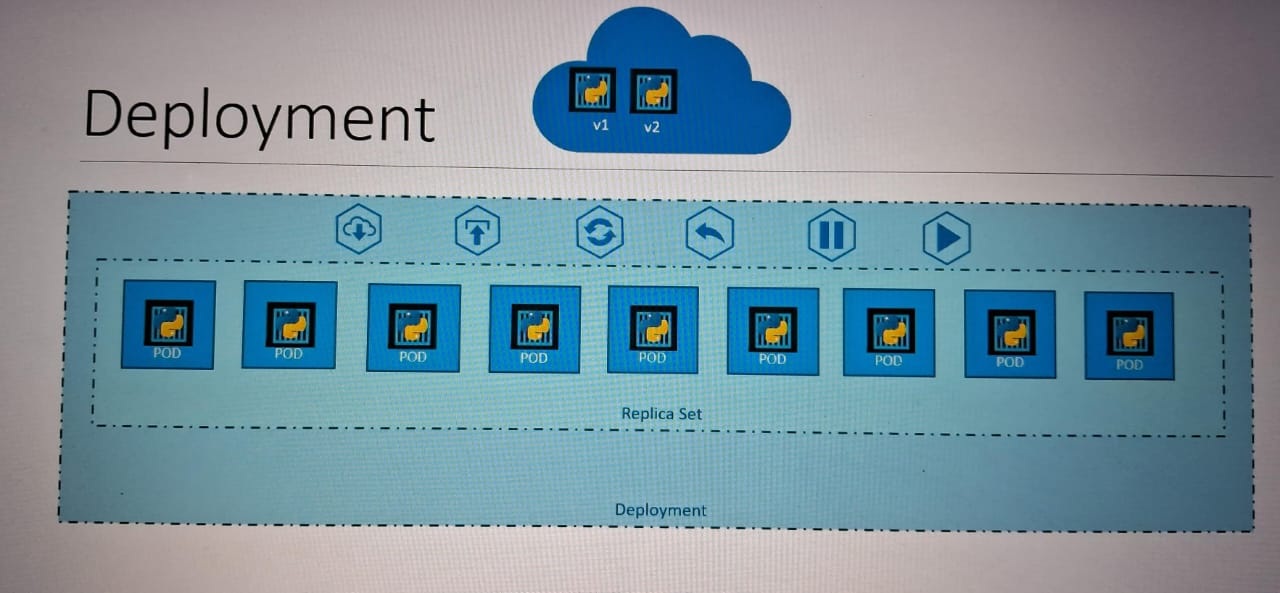 Deployment
v1 v2
POD POD POD POD POD POD POD POD POD
Replica Set
Deployment